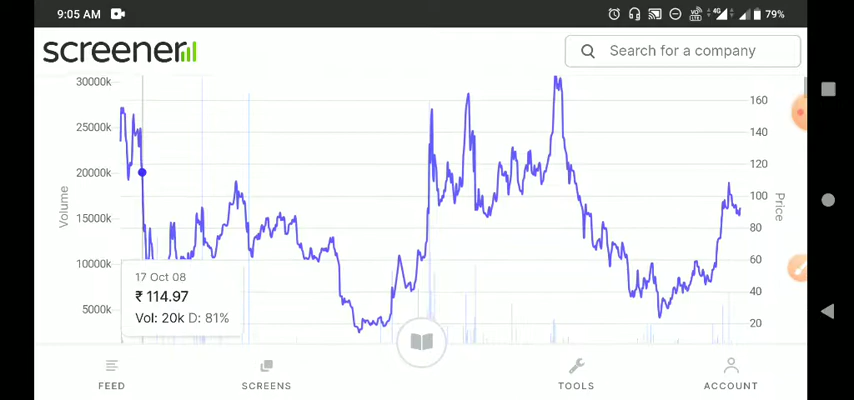 9:05 AM
4G
79%
screener
Search for a company
30000k
25000k
20000k
15000k
10000k
5000k
Volume
160
140
120
100
80
60
40
20
Price
17 Oct 08
₹ 114.97
Vol: 20k D: 81%
FEED
SCREENS
TOOLS
ACCOUNT